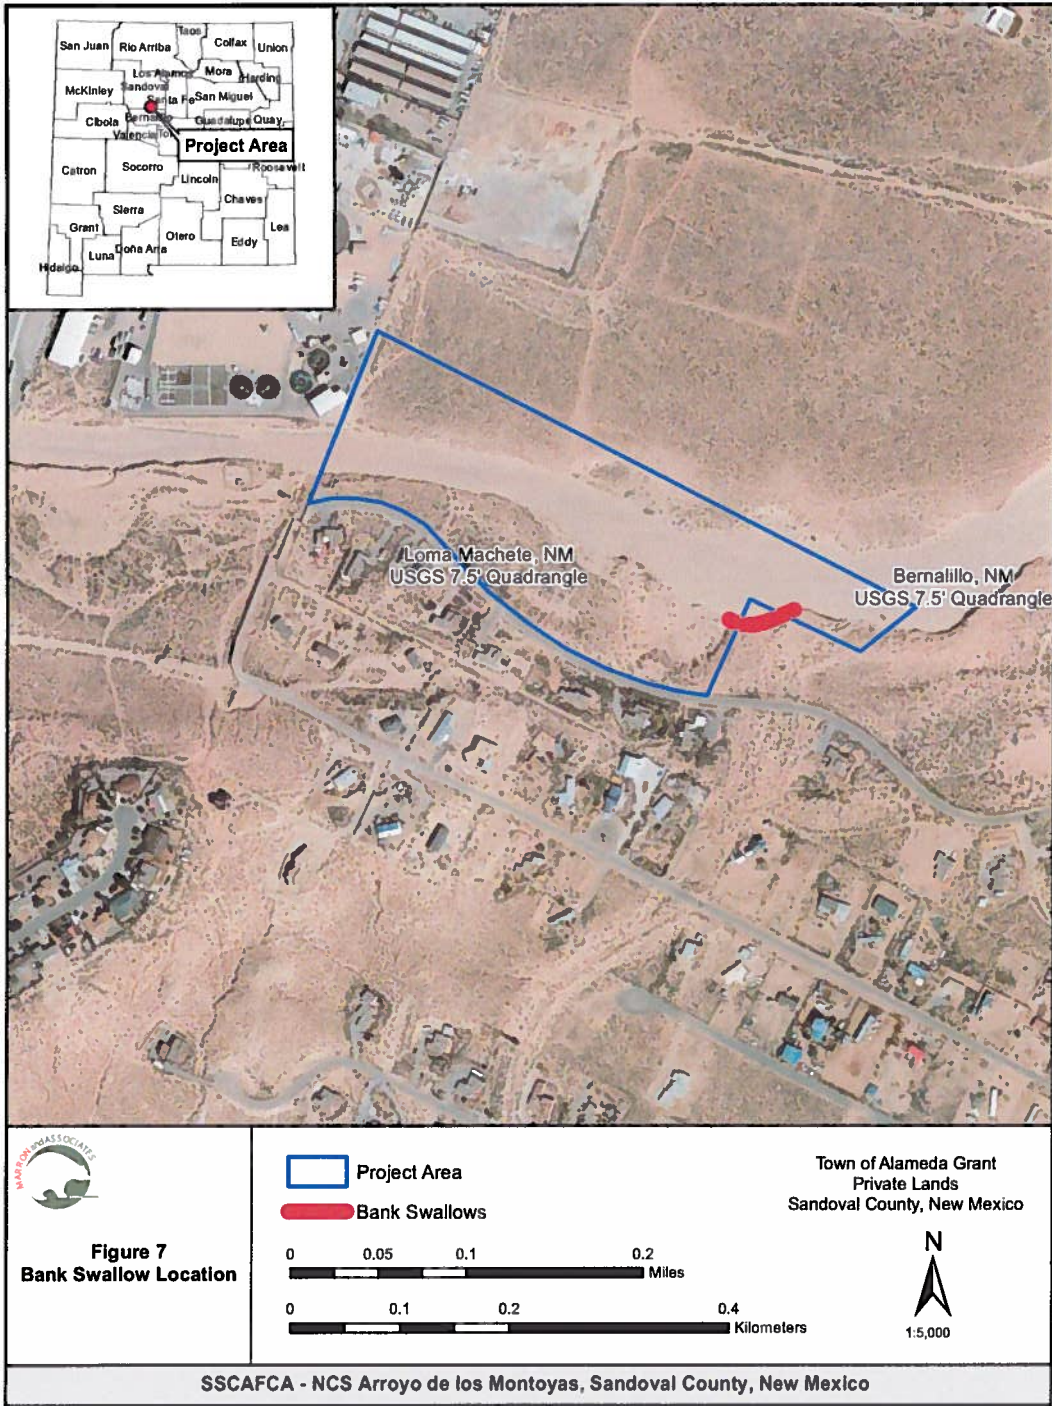 Taos
San Juan
Rio Arriba
Colfax
Union
Los Alamos
Mora
Harding
McKinley
Sandoval
Santa Fe
San Miguel
Cibola
Bernalillo
Guadalupe
Quay
Valencia
Tor
Project Area
Catron
Socorro
Roosevelt
Lincoln
Chaves
Sierra
Grant
Otero
Lea
Luna
Doña Ana
Eddy
Hidalgo
Loma Machete, NM
USGS 7.5' Quadrangle
Bernalillo, NM
USGS 7.5' Quadrangle
MARRON and ASSOCIATES
Figure 7
Bank Swallow Location
Project Area
Bank Swallows
0 0.05 0.1 0.2
Miles
0 0.1 0.2 0.4
Kilometers
Town of Alameda Grant
Private Lands
Sandoval County, New Mexico
N
1:5,000
SSCAFCA - NCS Arroyo de los Montoyas, Sandoval County, New Mexico